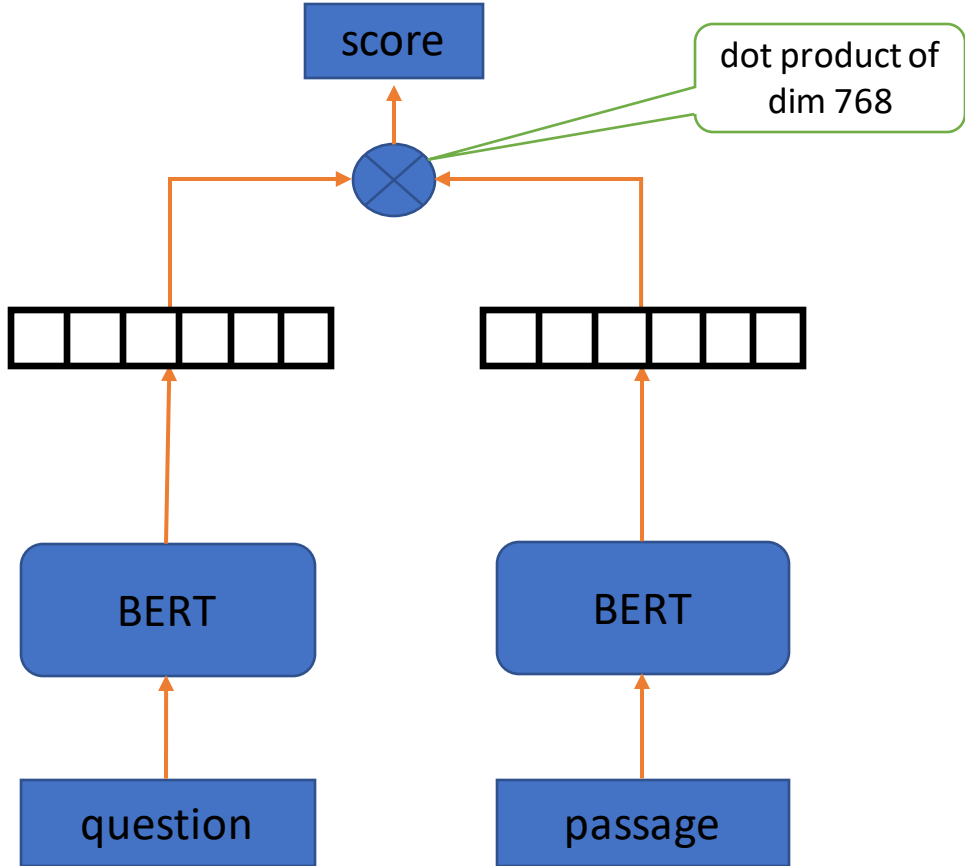 score
dot product of
dim 768
BERT
BERT
question
passage